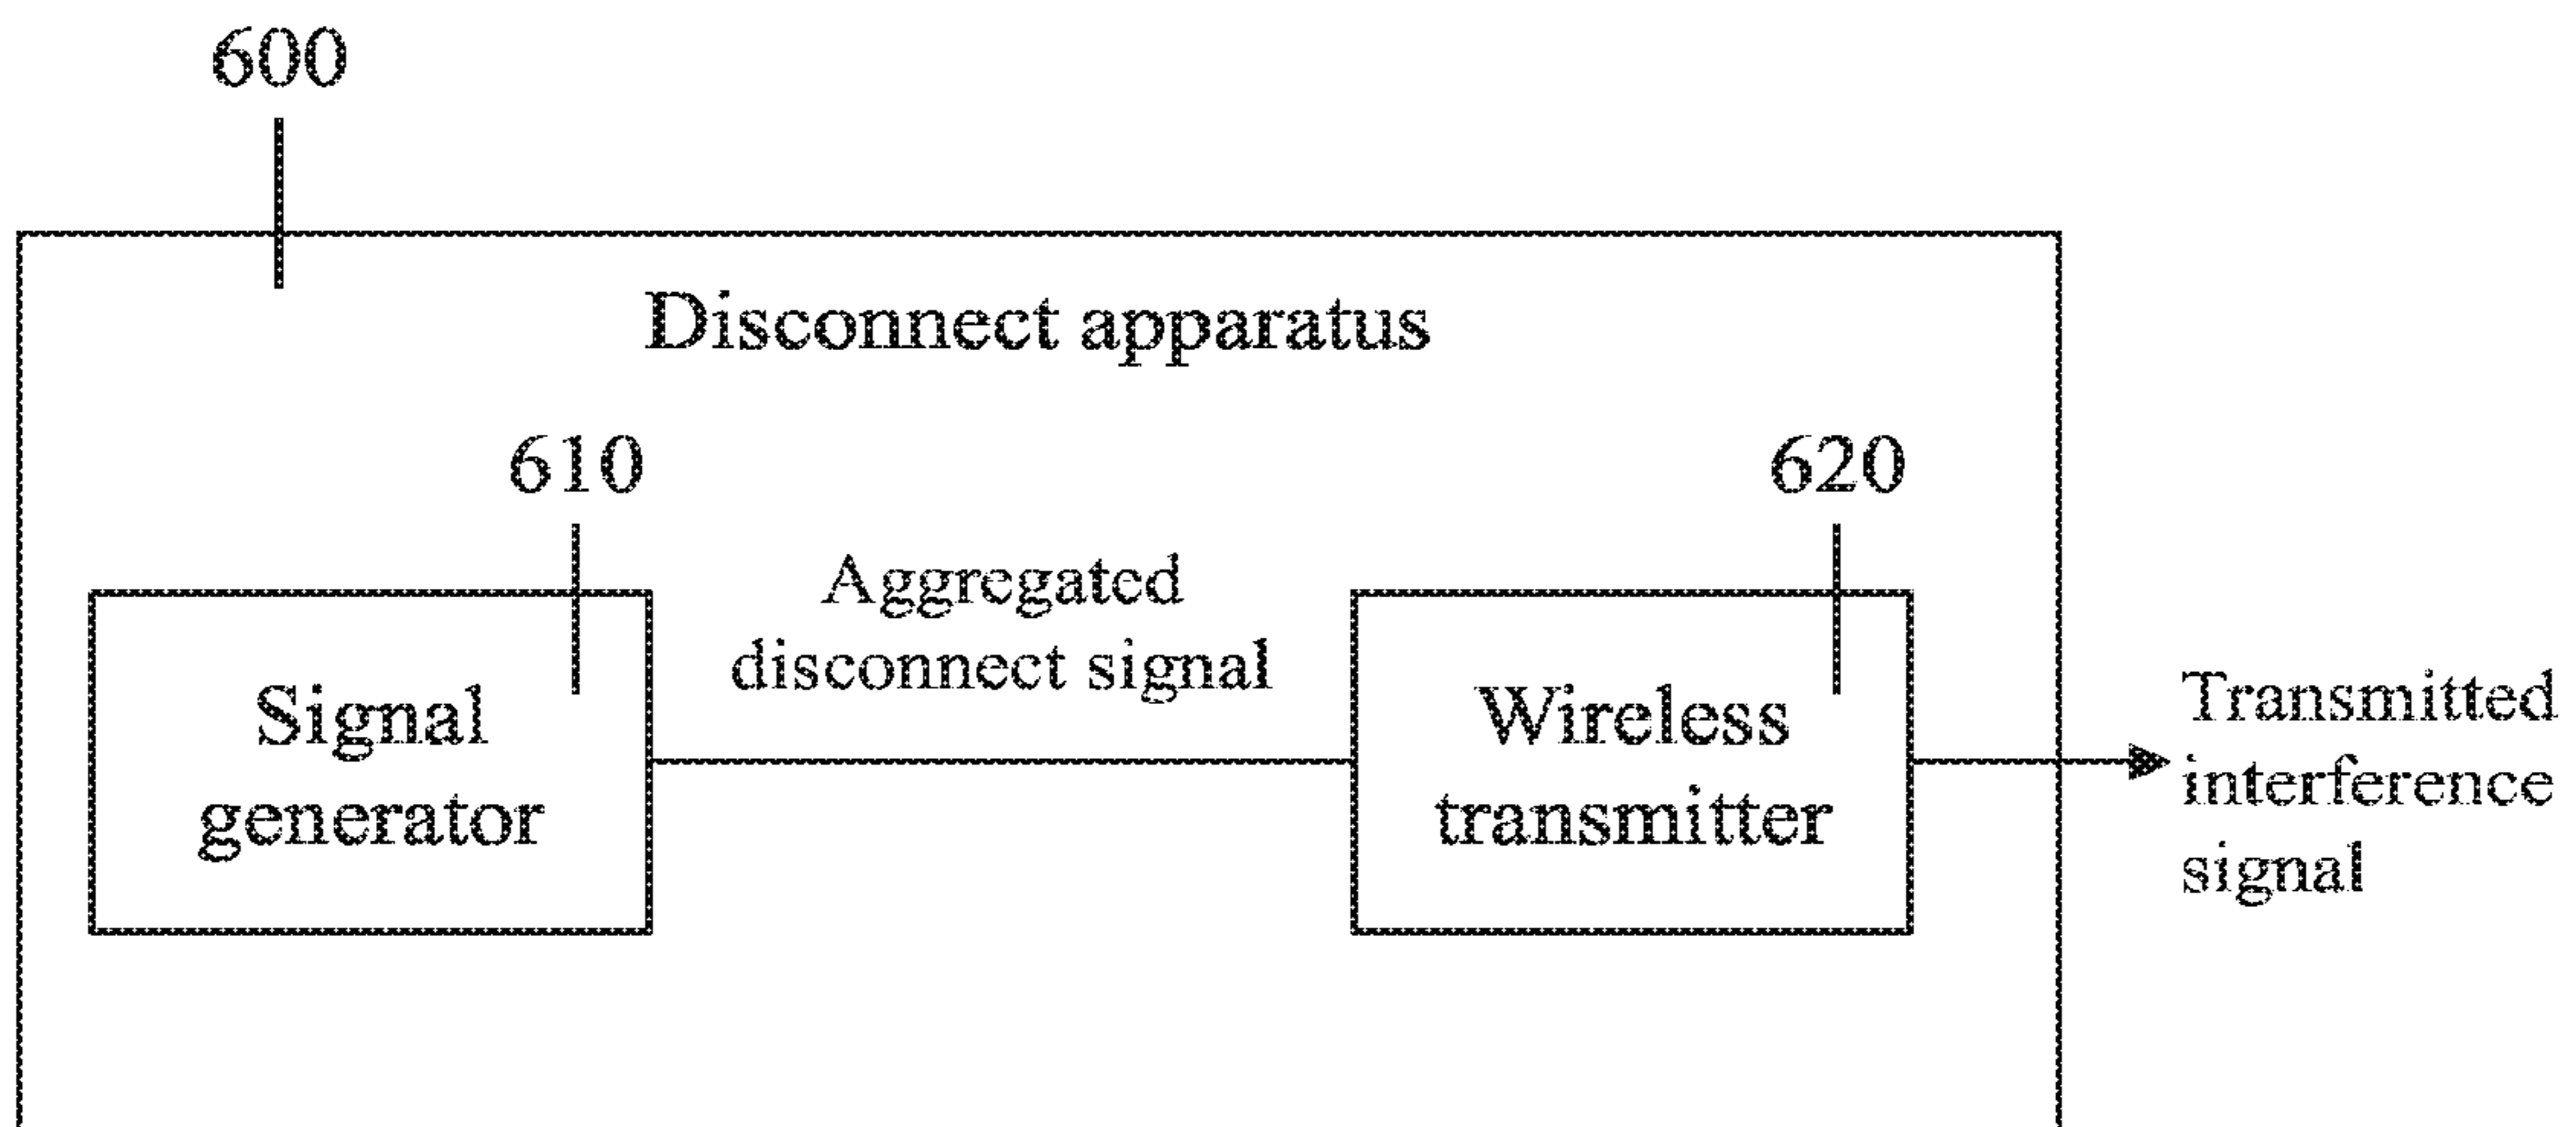 600
Disconnect apparatus
610
620
Aggregated
disconnect signal
Signal
generator
Wireless
transmitter
Transmitted
interference
signal